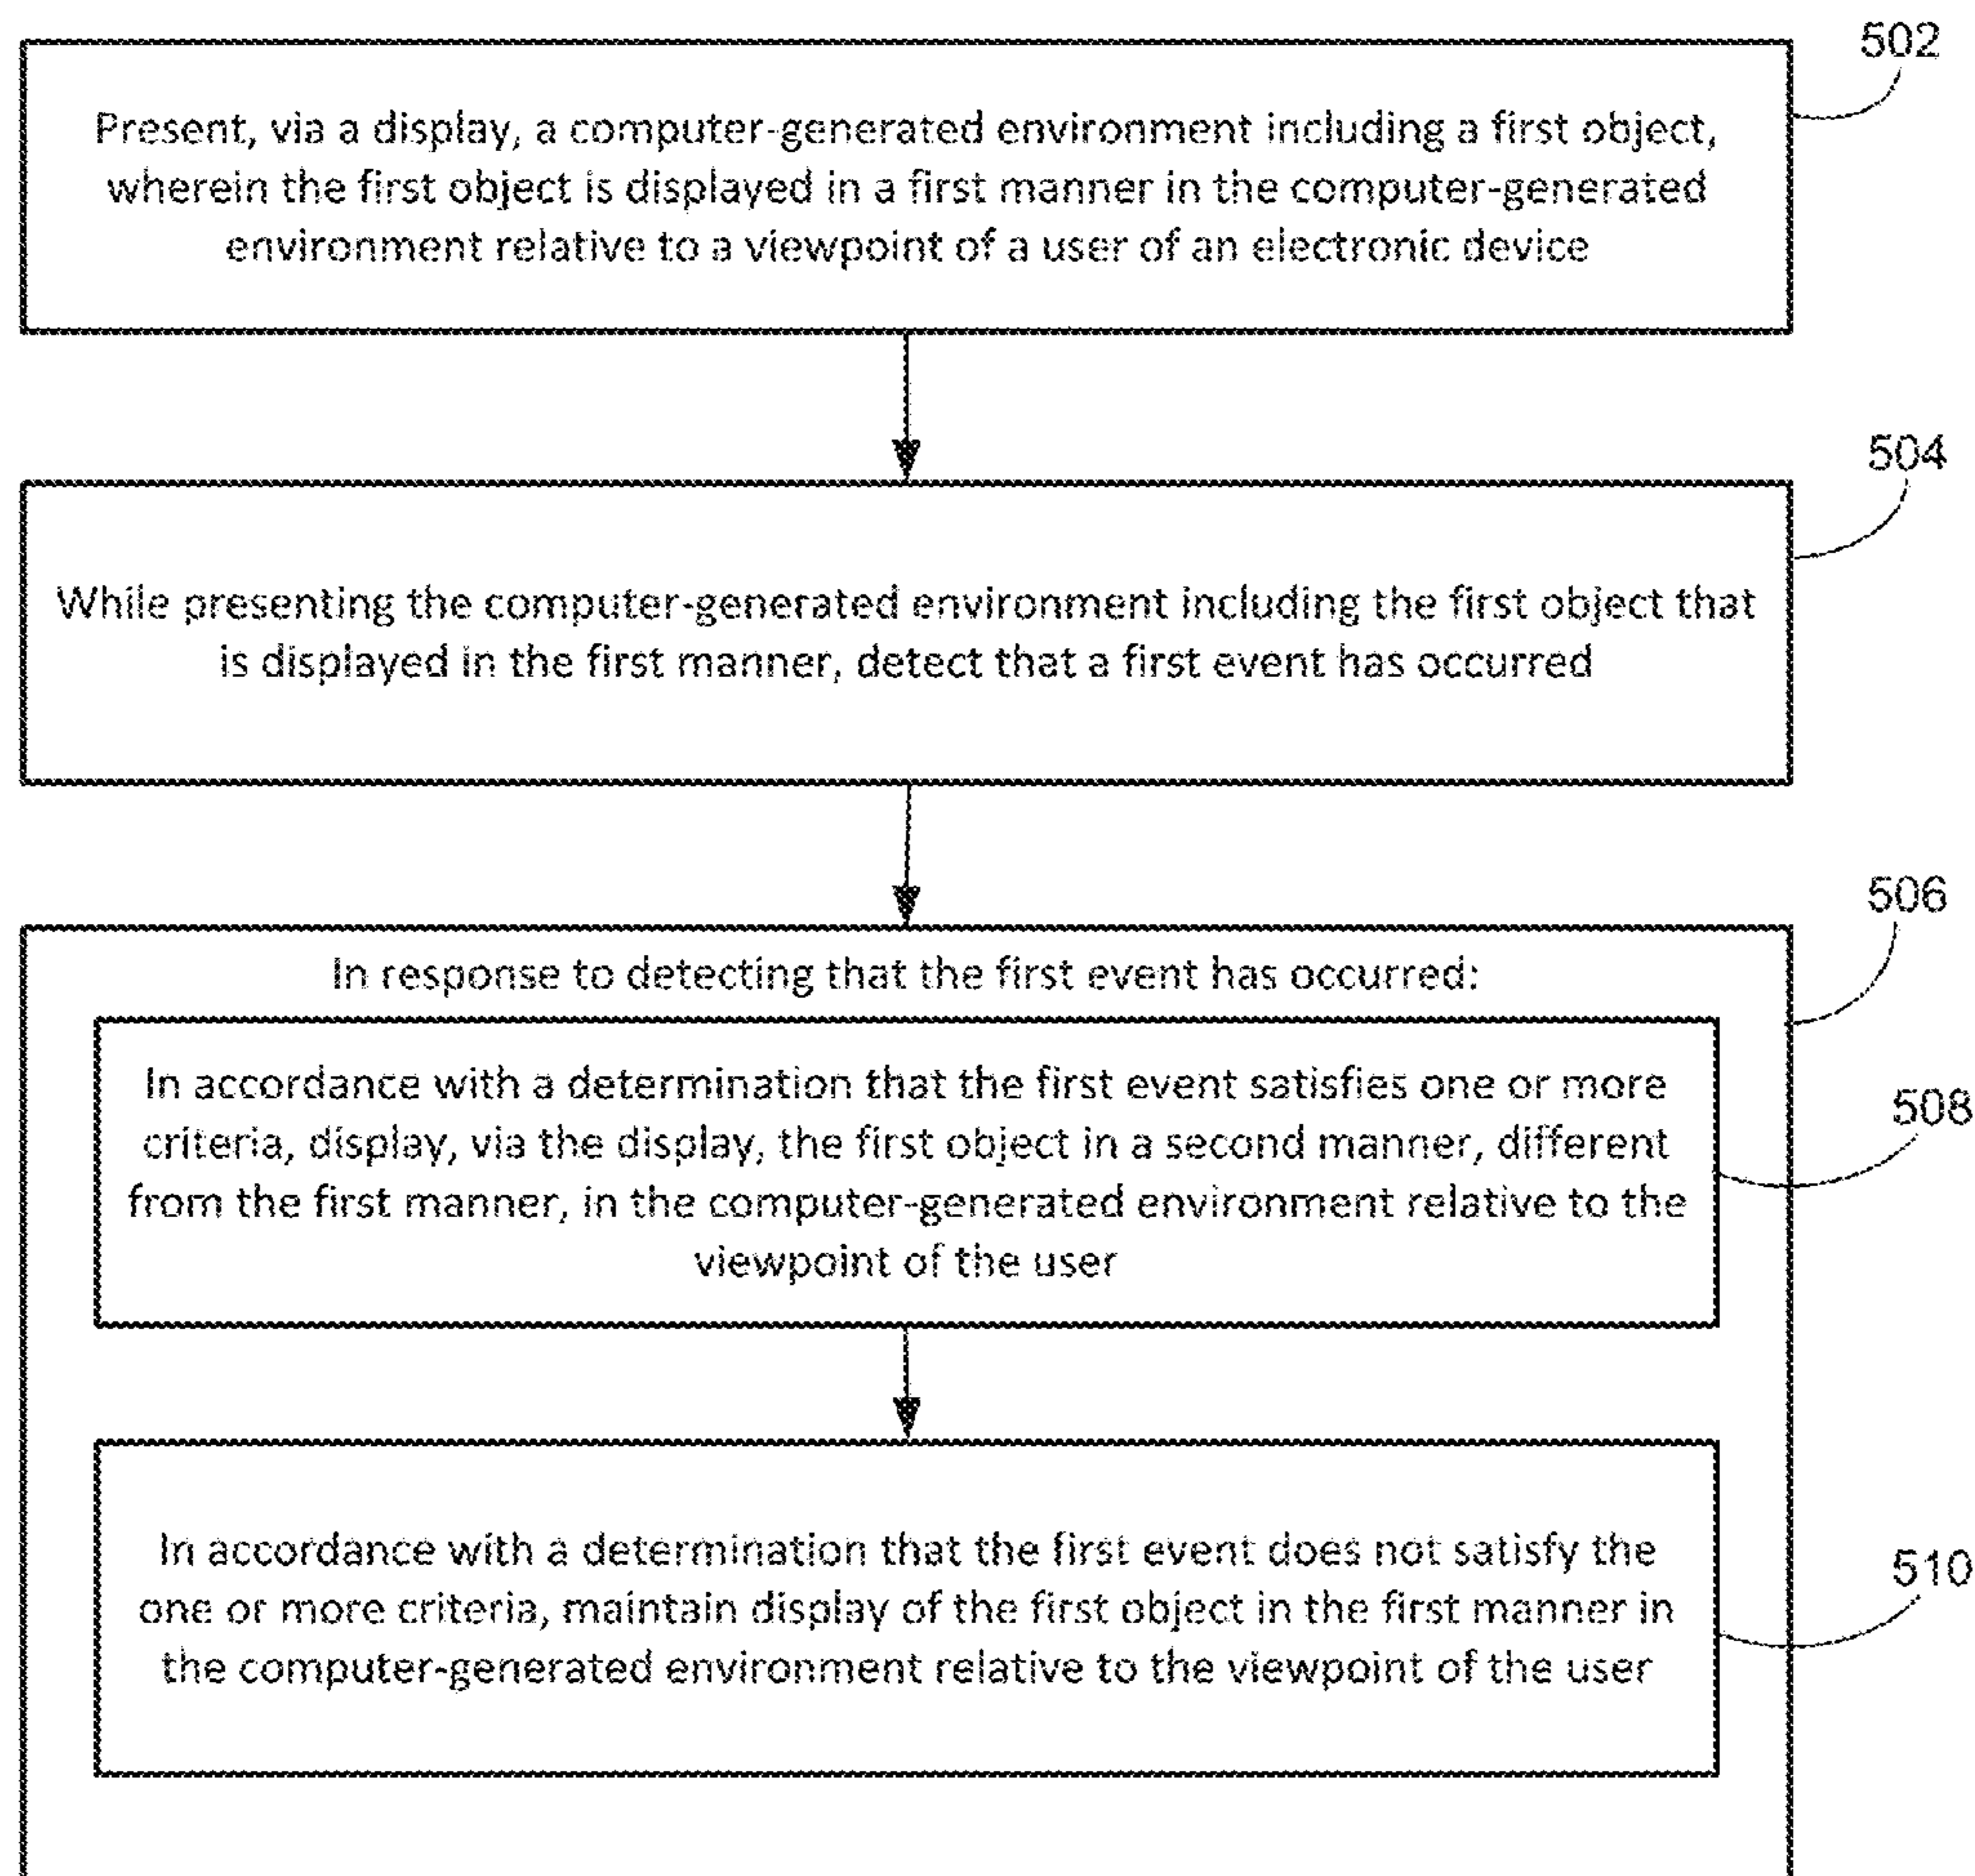 502
Present, via a display, a computer-generated environment including a first object,
wherein the first object is displayed in a first manner in the computer-generated
environment relative to a viewpoint of a user of an electronic device
504
While presenting the computer-generated environment including the first object that
is displayed in the first manner, detect that a first event has occurred
506
In response to detecting that the first event has occurred:
In accordance with a determination that the first event satisfies one or more
criteria, display, via the display, the first object in a second manner, different
from the first manner, in the computer-generated environment relative to the
viewpoint of the user
508
In accordance with a determination that the first event does not satisfy the
one or more criteria, maintain display of the first object in the first manner in
the computer-generated environment relative to the viewpoint of the user
510